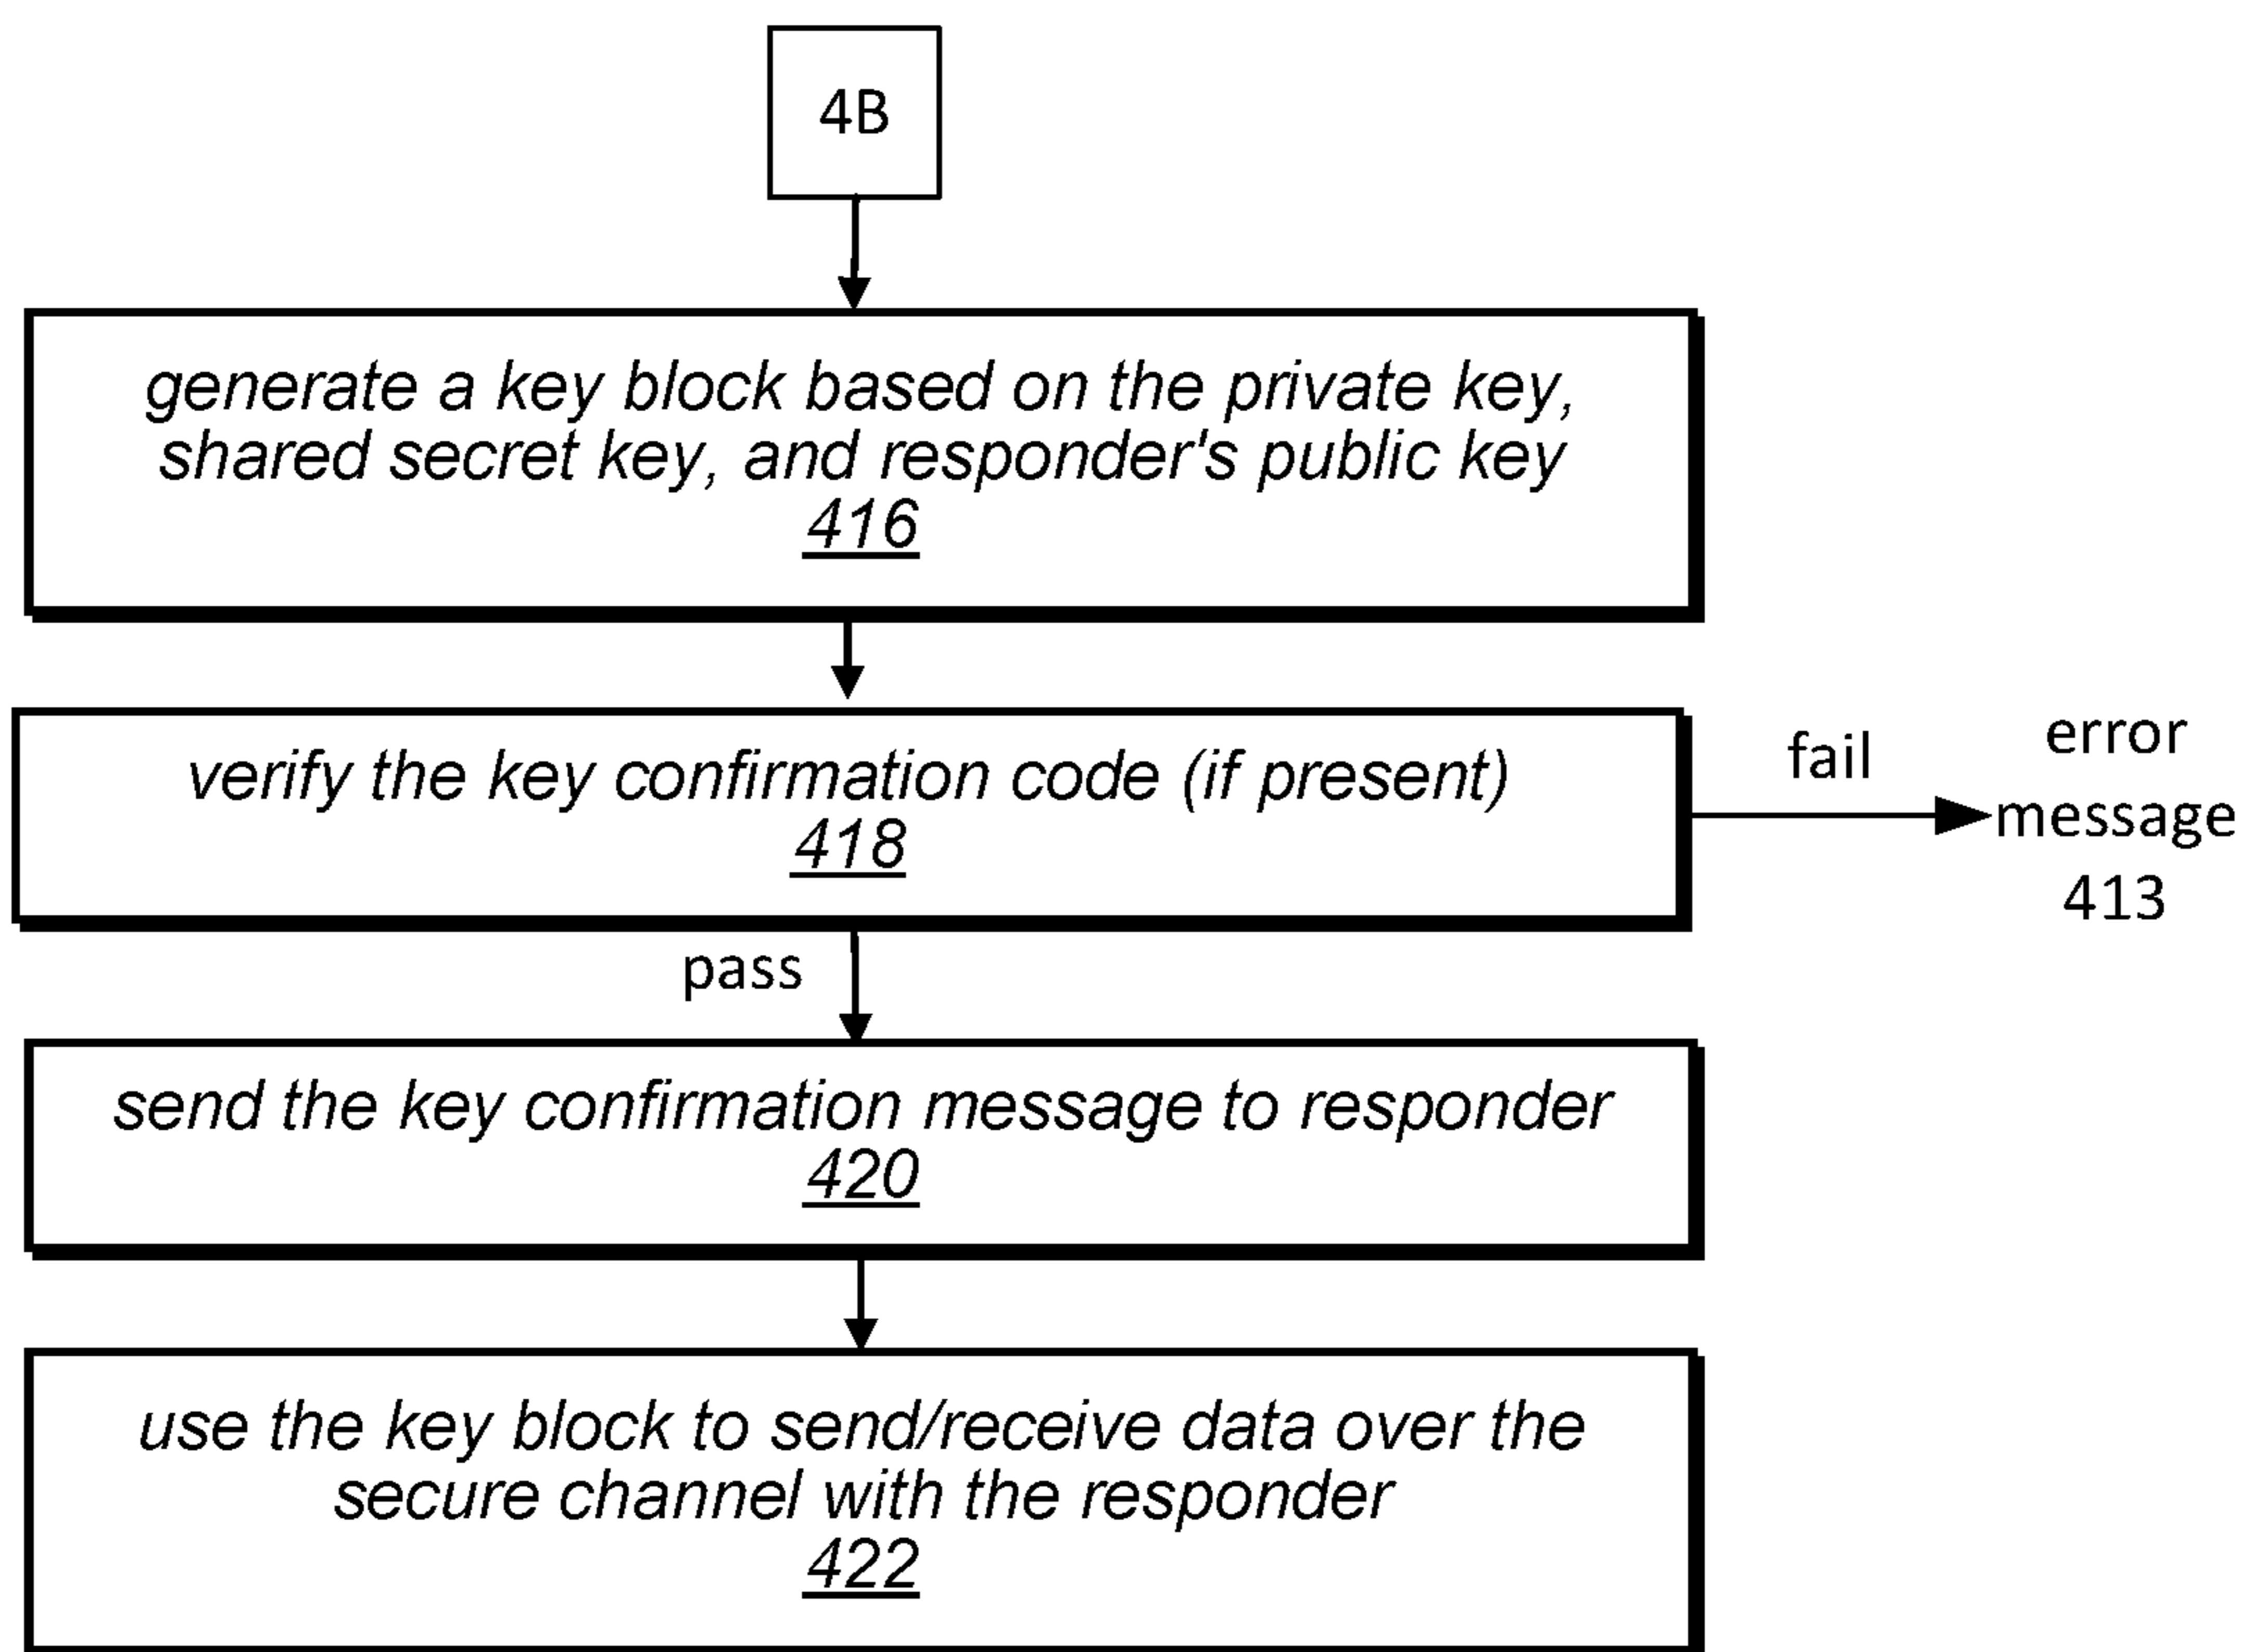 4B
generate a key block based on the private key,
shared secret key, and responder's public key
416
verify the key confirmation code (if present)
418
fail
error
message
413
pass
send the key confirmation message to responder
420
use the key block to send/receive data over the
secure channel with the responder
422